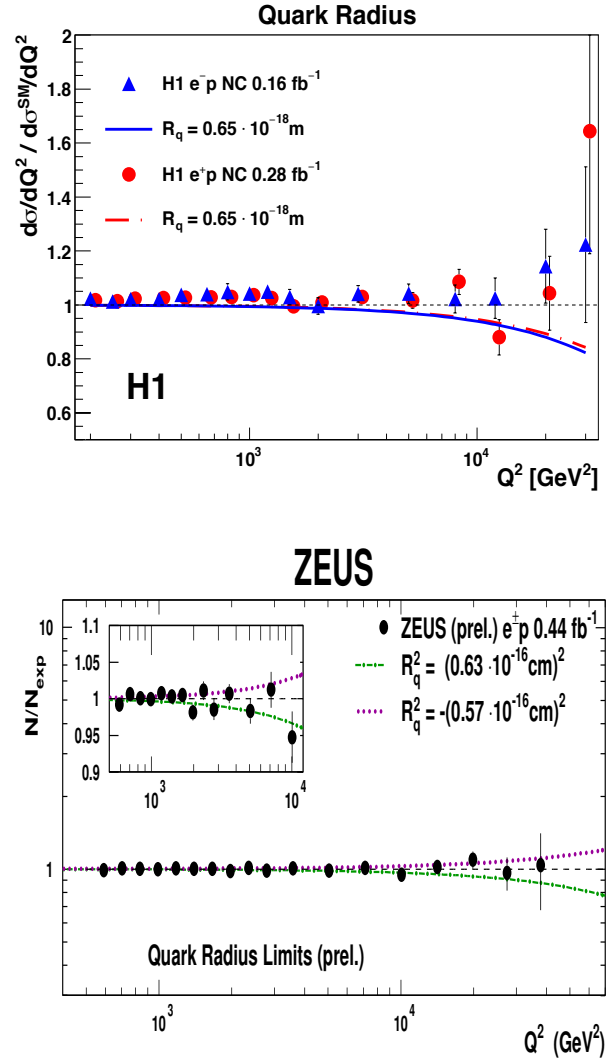 Quark Radius
dσ/dQ² / dσ^SM/dQ²
2
1.8
1.6
1.4
1.2
1
0.8
0.6
H1 e⁻p NC 0.16 fb⁻¹
R_q = 0.65 · 10⁻¹⁸m
H1 e⁺p NC 0.28 fb⁻¹
R_q = 0.65 · 10⁻¹⁸m
H1
10³
10⁴
Q² [GeV²]
ZEUS
N/N_exp
10
1
1.1
1.05
1
0.95
0.9
10³
10⁴
ZEUS (prel.) e^±p 0.44 fb⁻¹
R_q² = (0.63 · 10⁻¹⁶cm)²
R_q² = -(0.57 · 10⁻¹⁶cm)²
Quark Radius Limits (prel.)
10³
10⁴
Q² (GeV²)